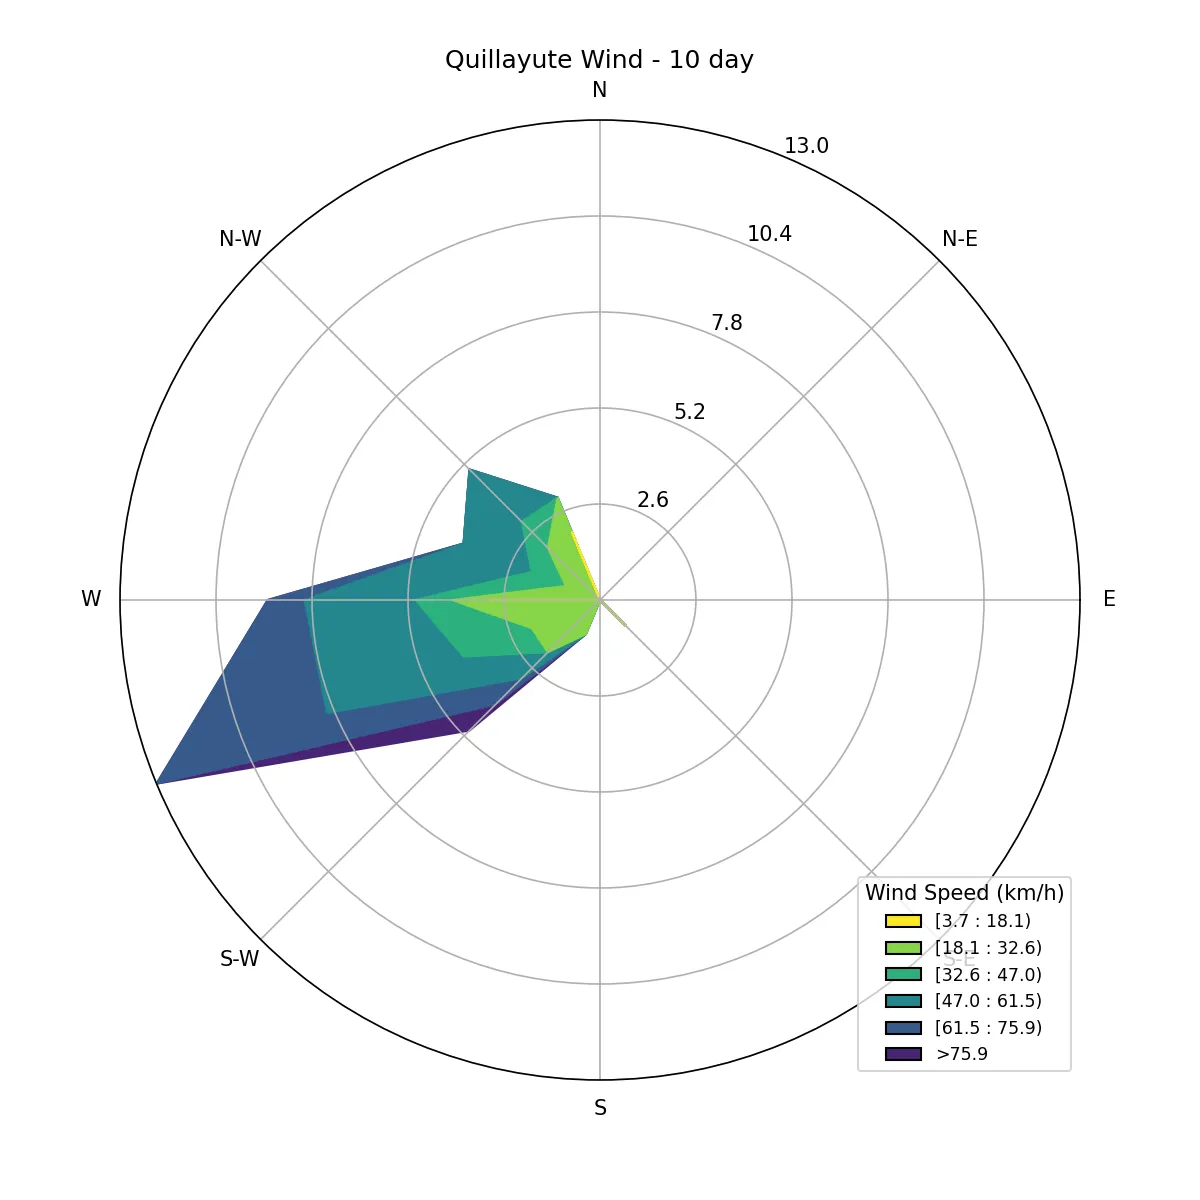 Quillayute Wind - 10 day
N
13.0
N-W
10.4
N-E
7.8
5.2
2.6
W
E
S-W
S-E
S
Wind Speed (km/h)
[3.7 : 18.1)
[18.1 : 32.6)
[32.6 : 47.0)
[47.0 : 61.5)
[61.5 : 75.9)
>75.9